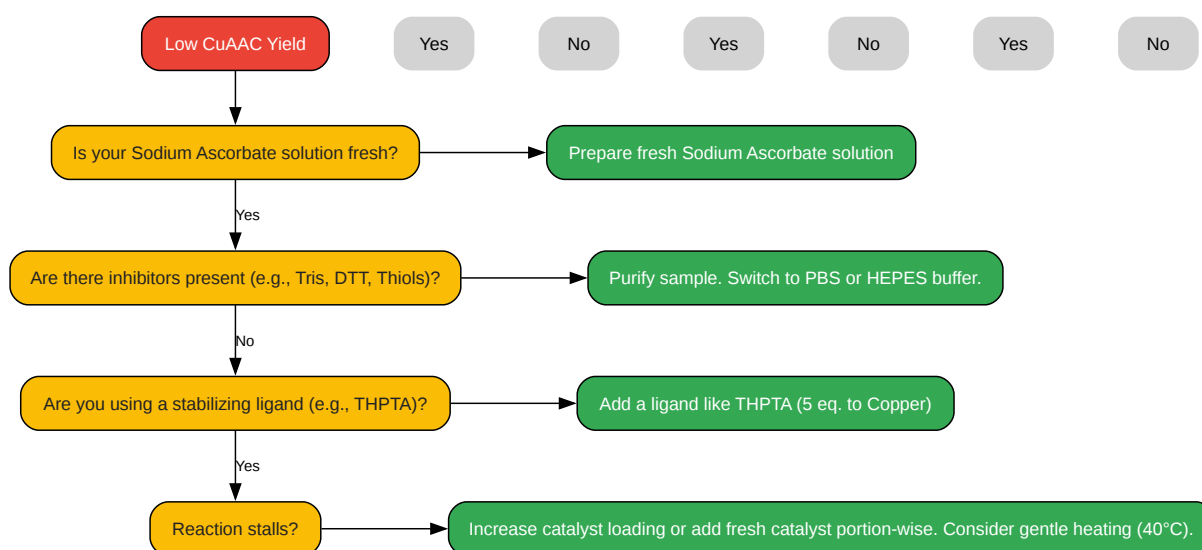 Low CuAAC Yield
Yes
No
Yes
No
Yes
No
Is your Sodium Ascorbate solution fresh?
Prepare fresh Sodium Ascorbate solution
Yes
Are there inhibitors present (e.g., Tris, DTT, Thiols)?
Purify sample. Switch to PBS or HEPES buffer.
No
Are you using a stabilizing ligand (e.g., THPTA)?
Add a ligand like THPTA (5 eq. to Copper)
Yes
Reaction stalls?
Increase catalyst loading or add fresh catalyst portion-wise. Consider gentle heating (40°C).